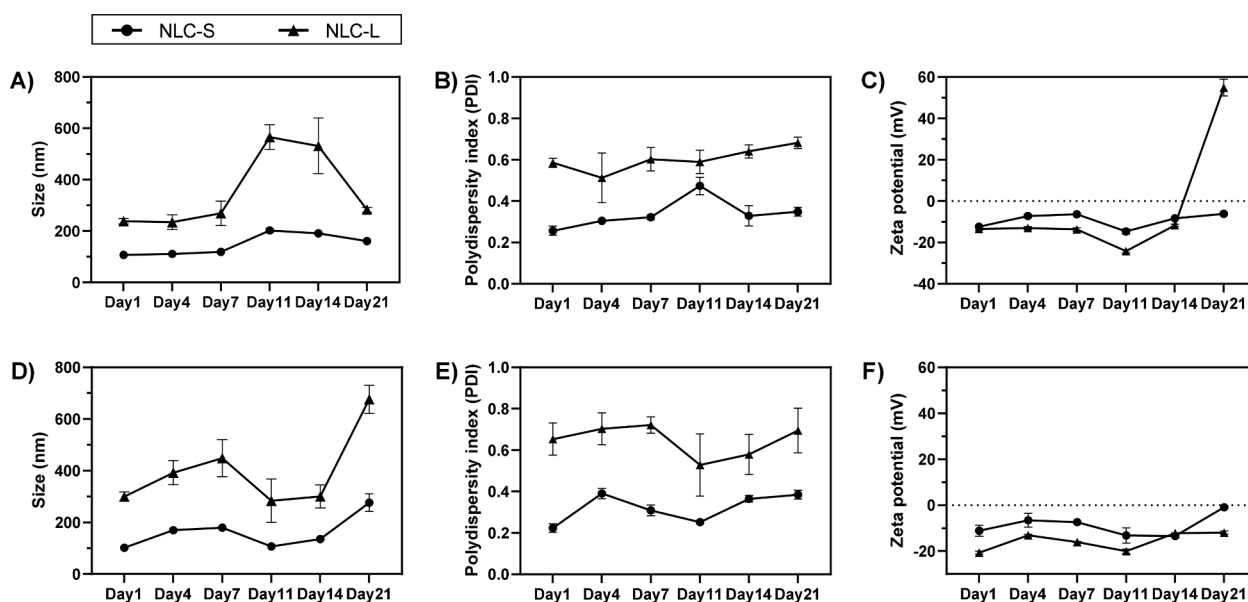 NLC-S NLC-L
A)
Size (nm)
800
600
400
200
0
Day1 Day4 Day7 Day11 Day14 Day21
B)
Polydispersity index (PDI)
1.0
0.8
0.6
0.4
0.2
0.0
Day1 Day4 Day7 Day11 Day14 Day21
C)
Zeta potential (mV)
60
40
20
0
-20
-40
Day1 Day4 Day7 Day11 Day14 Day21
D)
Size (nm)
800
600
400
200
0
Day1 Day4 Day7 Day11 Day14 Day21
E)
Polydispersity index (PDI)
1.0
0.8
0.6
0.4
0.2
0.0
Day1 Day4 Day7 Day11 Day14 Day21
F)
Zeta potential (mV)
60
40
20
0
-20
Day1 Day4 Day7 Day11 Day14 Day21